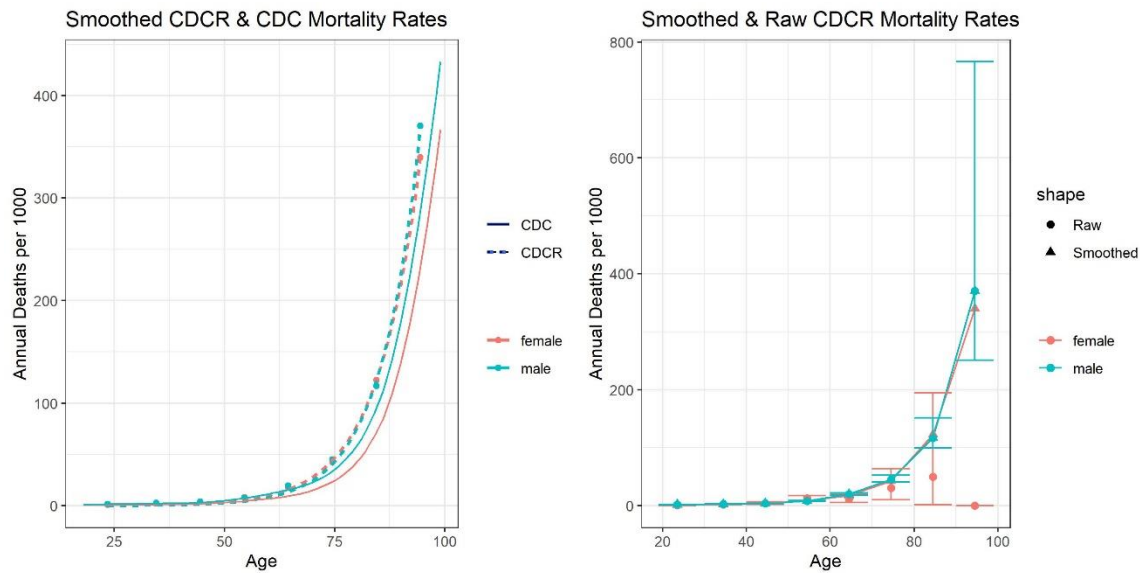 Smoothed CDCR & CDC Mortality Rates
400
300
200
100
0
Annual Deaths per 1000
25
50
75
100
Age
CDC
CDCR
female
male
Smoothed & Raw CDCR Mortality Rates
800
600
400
200
0
Annual Deaths per 1000
20
40
60
80
100
Age
shape
Raw
Smoothed
female
male